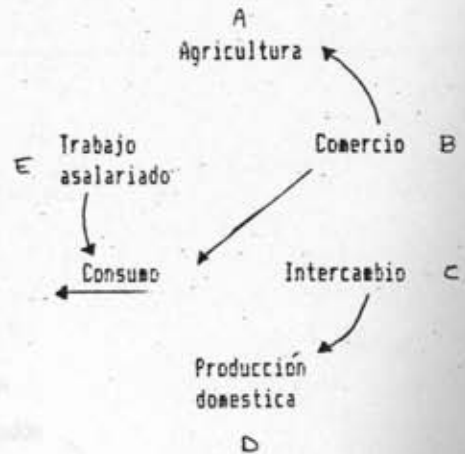 A
Agricultura
E Trabajo
asalariado
Comercio B
Consumo
Intercambio C
Producción
domestica
D